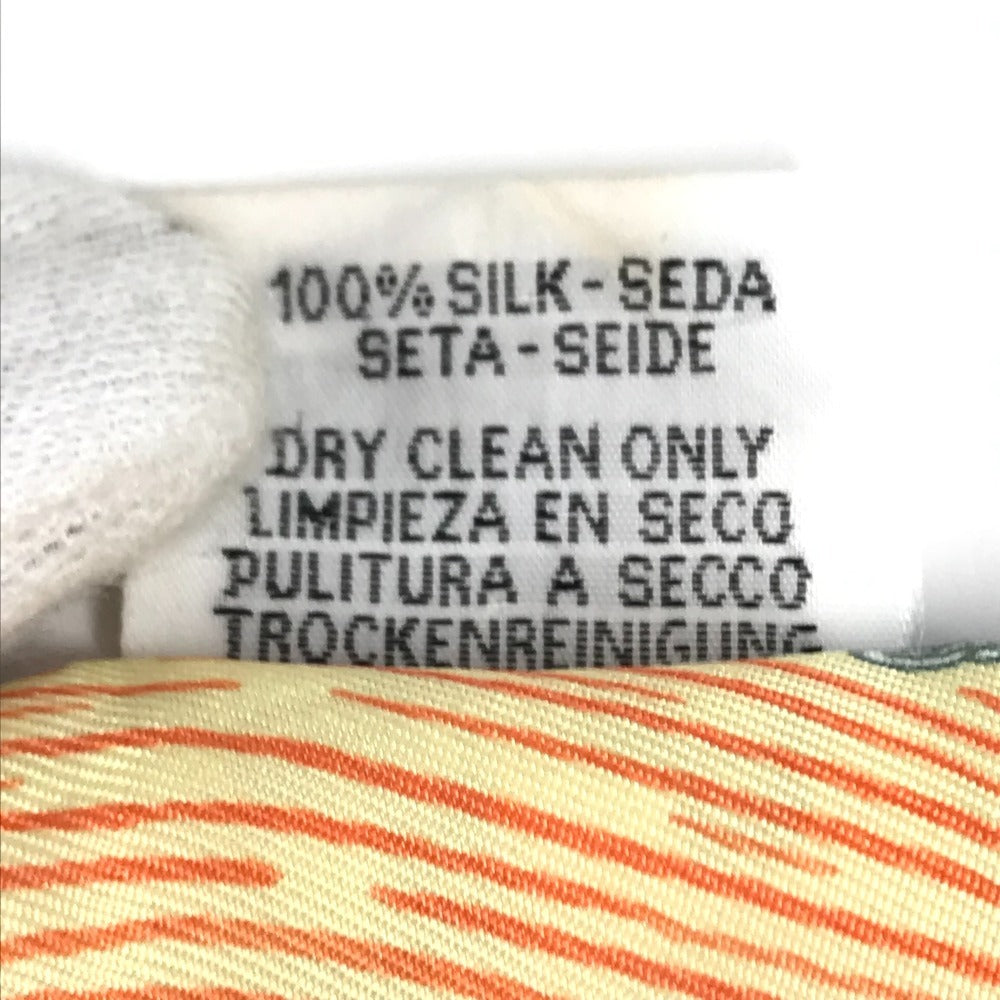 100% SILK - SEDA
SETA - SEIDE
DRY CLEAN ONLY
LIMPIEZA EN SECO
PULITURA A SECCO
TROCKENREINIGUNG